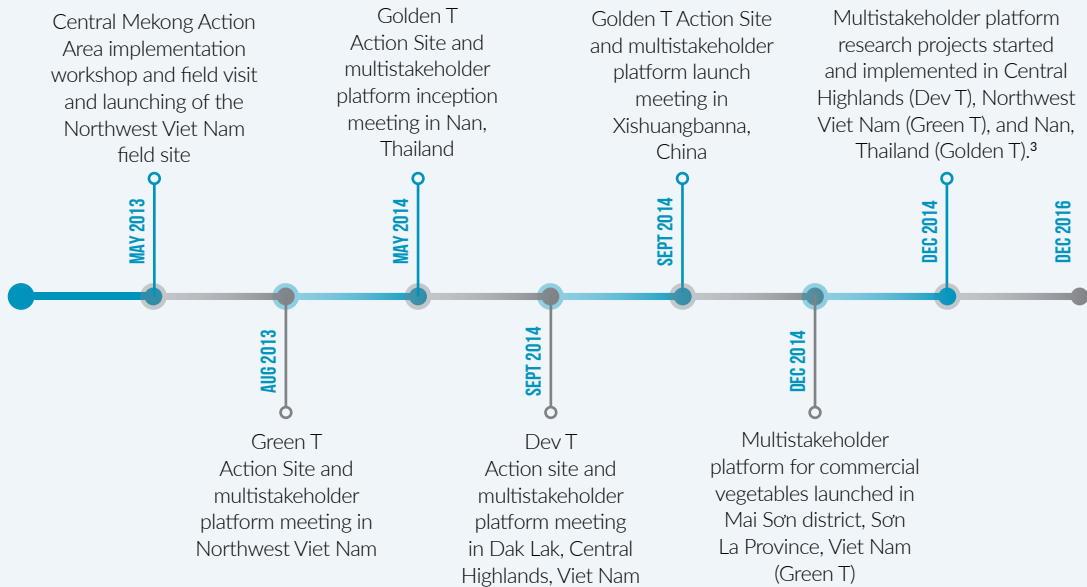 Central Mekong Action
Area implementation
workshop and field visit
and launching of the
Northwest Viet Nam
field site
MAY 2013
Green T
Action Site and
multistakeholder
platform meeting in
Northwest Viet Nam
AUG 2013
Golden T
Action Site and
multistakeholder
platform inception
meeting in Nan,
Thailand
MAY 2014
Dev T
Action site and
multistakeholder
platform meeting
in Dak Lak, Central
Highlands, Viet Nam
SEPT 2014
Golden T Action Site
and multistakeholder
platform launch
meeting in
Xishuangbanna,
China
SEPT 2014
Multistakeholder
platform for commercial
vegetables launched in
Mai Sơn district, Sơn
La Province, Viet Nam
(Green T)
DEC 2014
Multistakeholder platform
research projects started
and implemented in Central
Highlands (Dev T), Northwest
Viet Nam (Green T), and Nan,
Thailand (Golden T).³
DEC 2014
DEC 2016